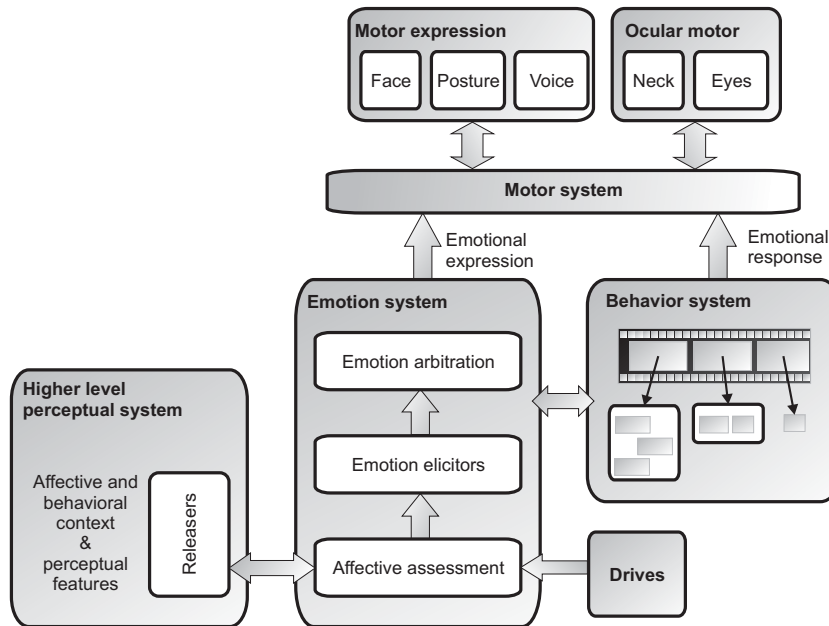 Motor expression
Face
Posture
Voice
Ocular motor
Neck
Eyes
Motor system
Emotional
expression
Emotional
response
Emotion system
Emotion arbitration
Emotion elicitors
Affective assessment
Behavior system
Higher level
perceptual system
Affective and
behavioral
context
&
perceptual
features
Releasers
Drives